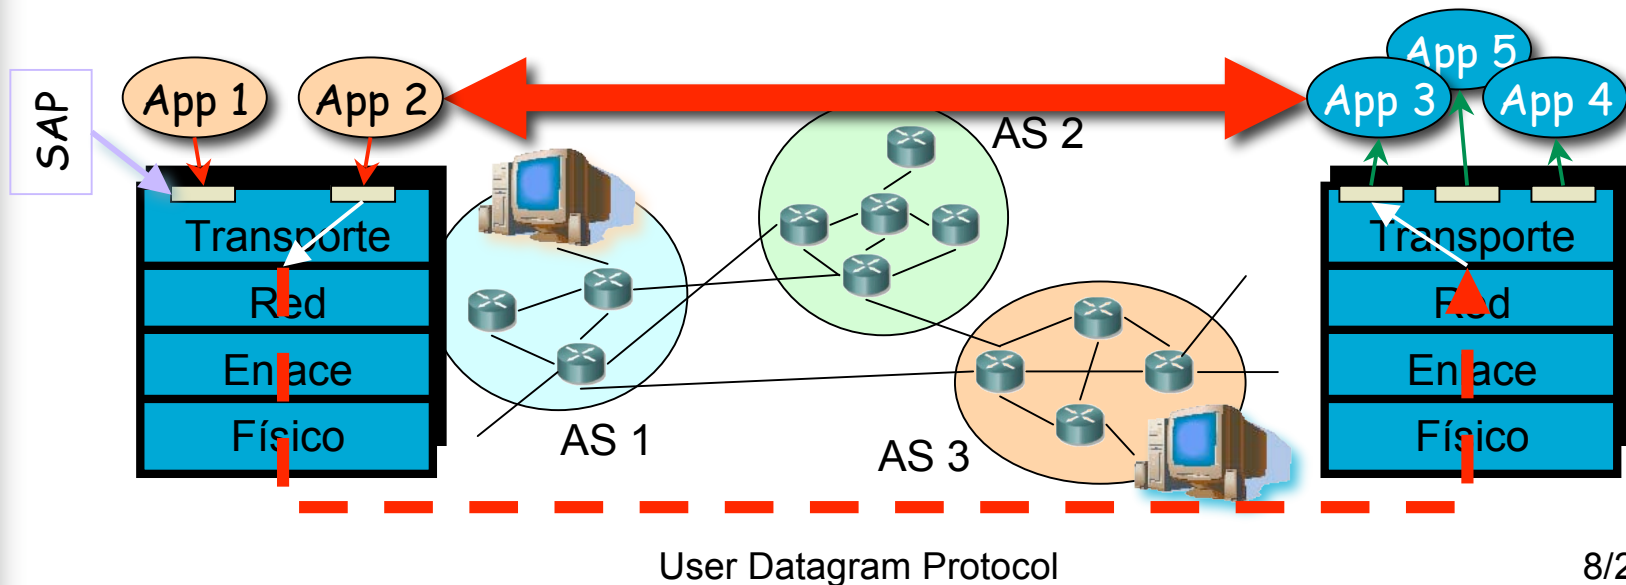 SAP
App 1
App 2
App 5
App 3
App 4
AS 2
Transporte
Red
Enlace
Físico
AS 1
AS 3
Transporte
Red
Enlace
Físico
User Datagram Protocol
8/2